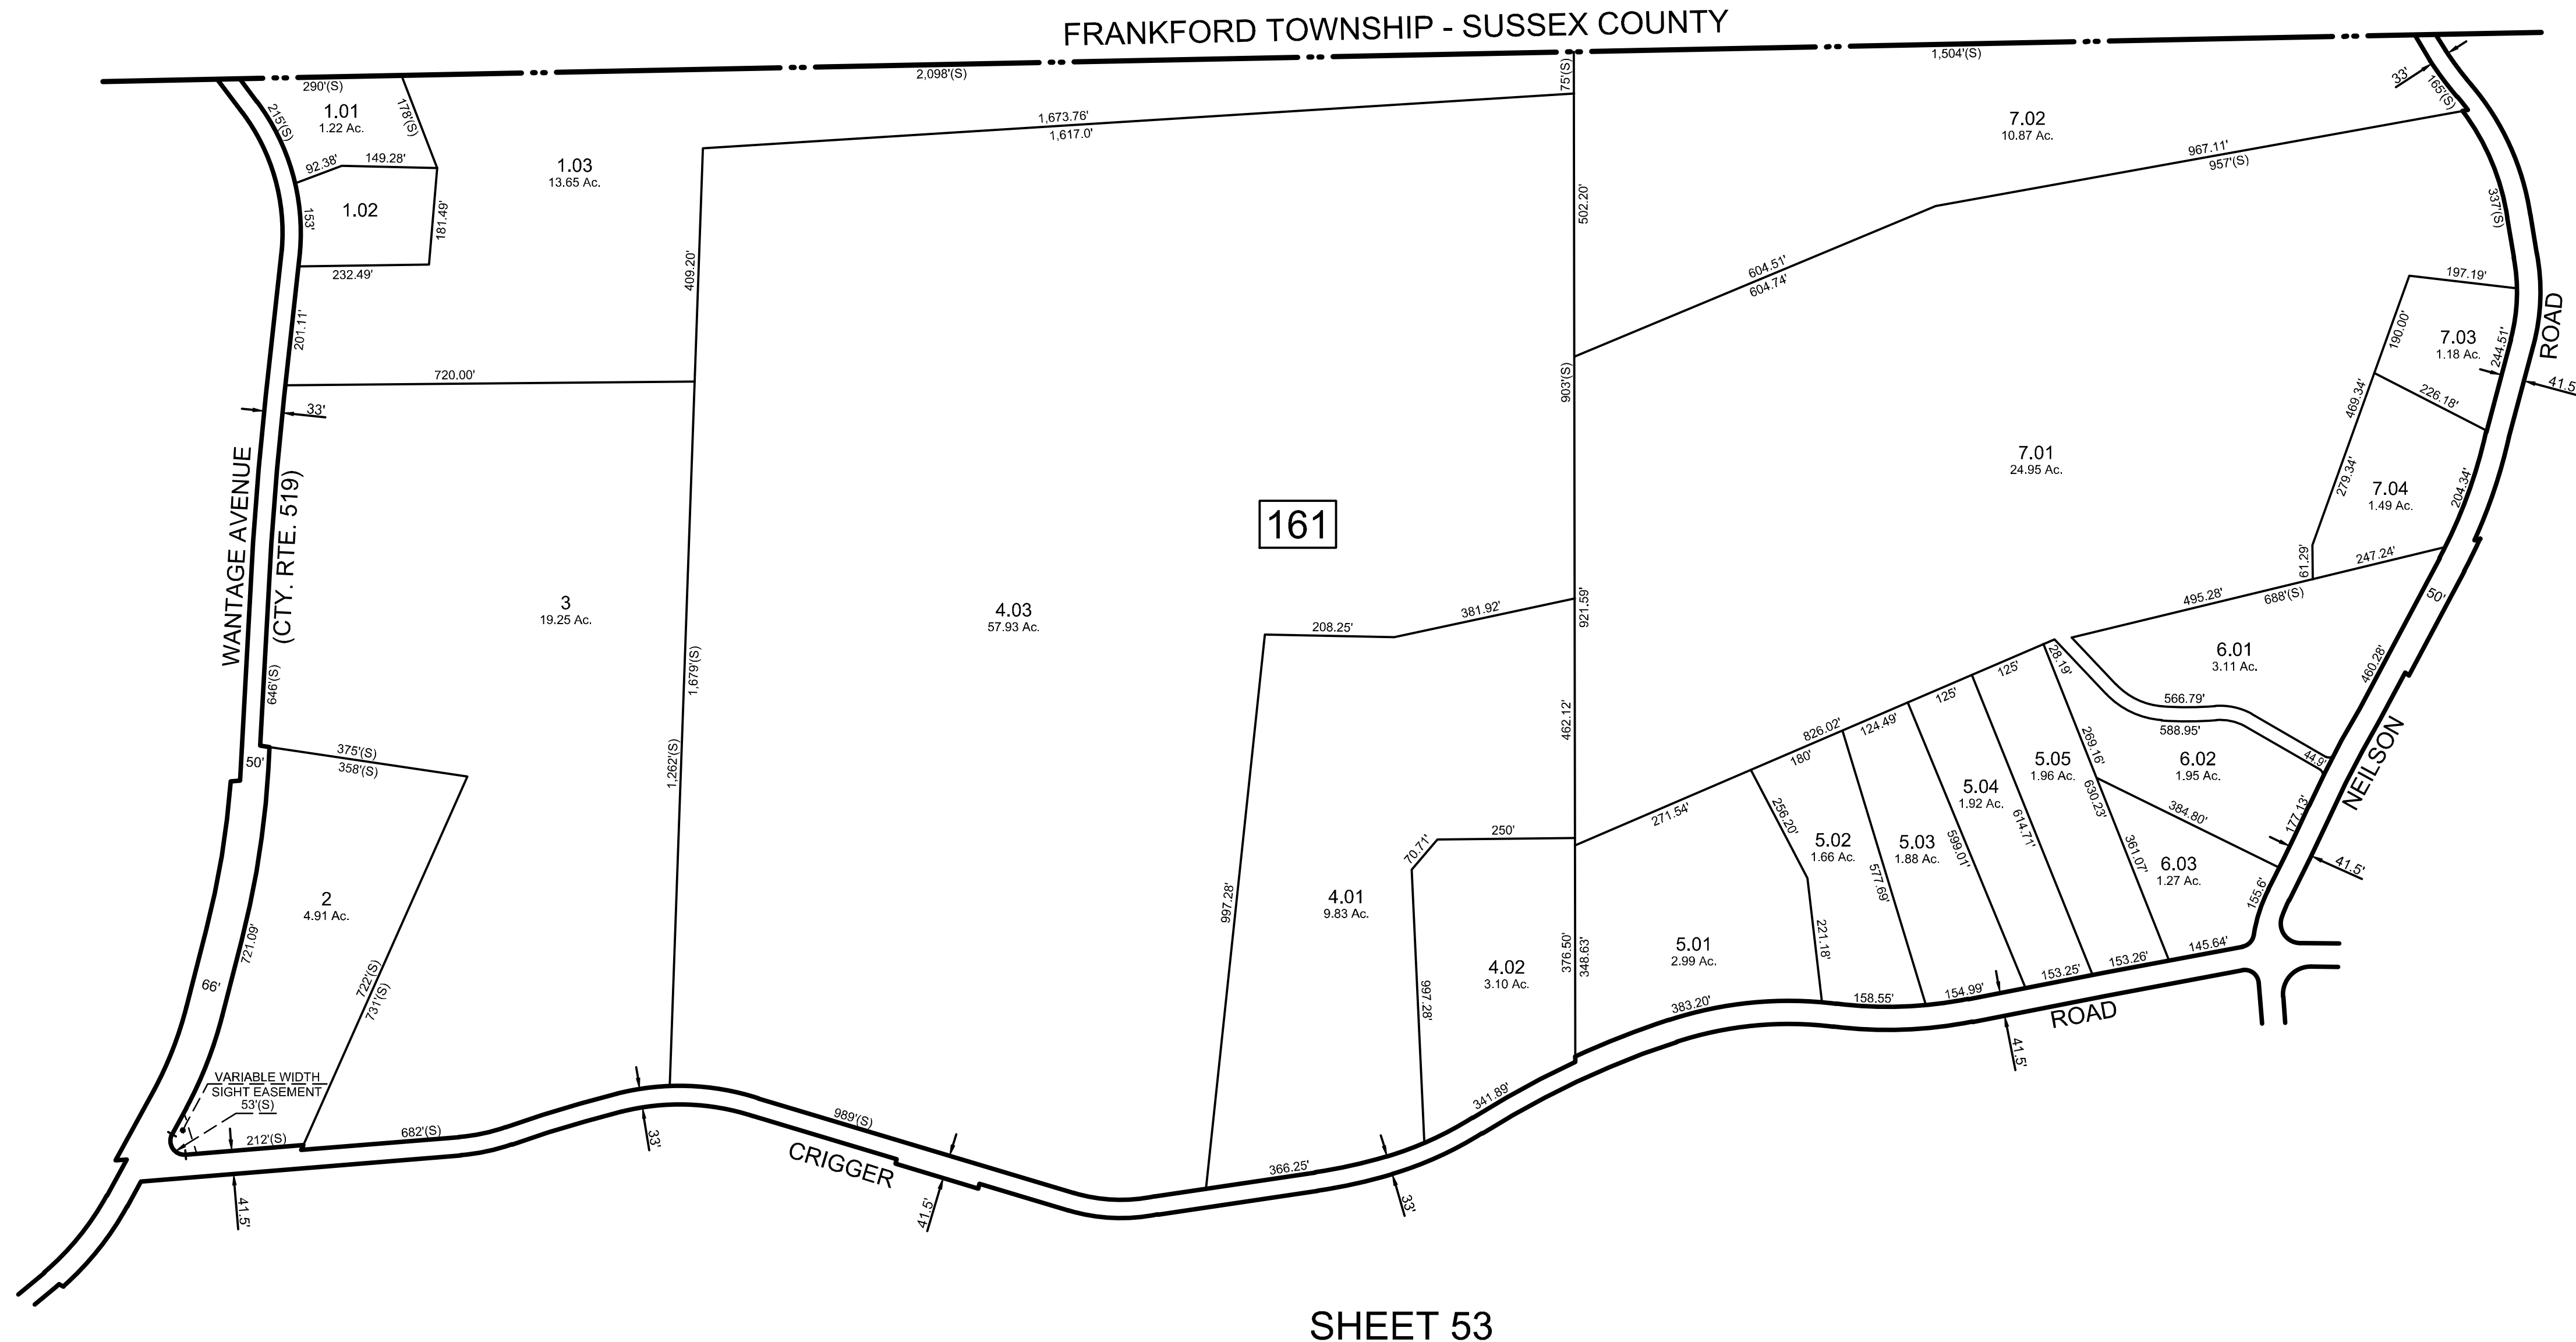 FRANKFORD TOWNSHIP - SUSSEX COUNTY
290'(S)
2,098'(S)
75'(S)
1,504'(S)
33'
165'(S)
215'(S)
1.01
1.22 Ac.
178'(S)
92.38'
149.28'
1.02
153'
181.49'
232.49'
1.03
13.65 Ac.
1,673.76'
1,617.0'
409.20'
201.11'
720.00'
33'
502.20'
7.02
10.87 Ac.
967.11'
957'(S)
604.51'
604.74'
337'(S)
197.19'
190.00'
7.03
1.18 Ac.
244.51'
ROAD
41.5'
226.18'
469.34'
279.34'
7.04
1.49 Ac.
204.34'
61.29'
247.24'
903'(S)
7.01
24.95 Ac.
161
WANTAGE AVENUE
(CTY. RTE. 519)
3
19.25 Ac.
646'(S)
1,679'(S)
4.03
57.93 Ac.
208.25'
381.92'
921.59'
495.28'
688'(S)
50'
6.01
3.11 Ac.
460.28'
566.79'
588.95'
44.9'
NEILSON
375'(S)
358'(S)
50'
1,262'(S)
462.12'
826.02'
271.54'
180'
124.49'
125'
125'
28.19'
269.16'
630.23'
361.07'
6.02
1.95 Ac.
384.80'
177.13'
41.5'
6.03
1.27 Ac.
155.6'
5.05
1.96 Ac.
614.71'
5.04
1.92 Ac.
599.01'
5.03
1.88 Ac.
577.69'
5.02
1.66 Ac.
256.20'
221.18'
5.01
2.99 Ac.
250'
70.71'
997.28'
4.01
9.83 Ac.
997.28'
4.02
3.10 Ac.
376.50'
348.63'
2
4.91 Ac.
721.09'
722'(S)
731'(S)
66'
383.20'
158.55'
154.99'
153.25'
153.26'
145.64'
ROAD
41.5'
VARIABLE WIDTH
SIGHT EASEMENT
53'(S)
212'(S)
682'(S)
41.5'
33'
989'(S)
CRIGGER
41.5'
366.25'
341.89'
33'
SHEET 53